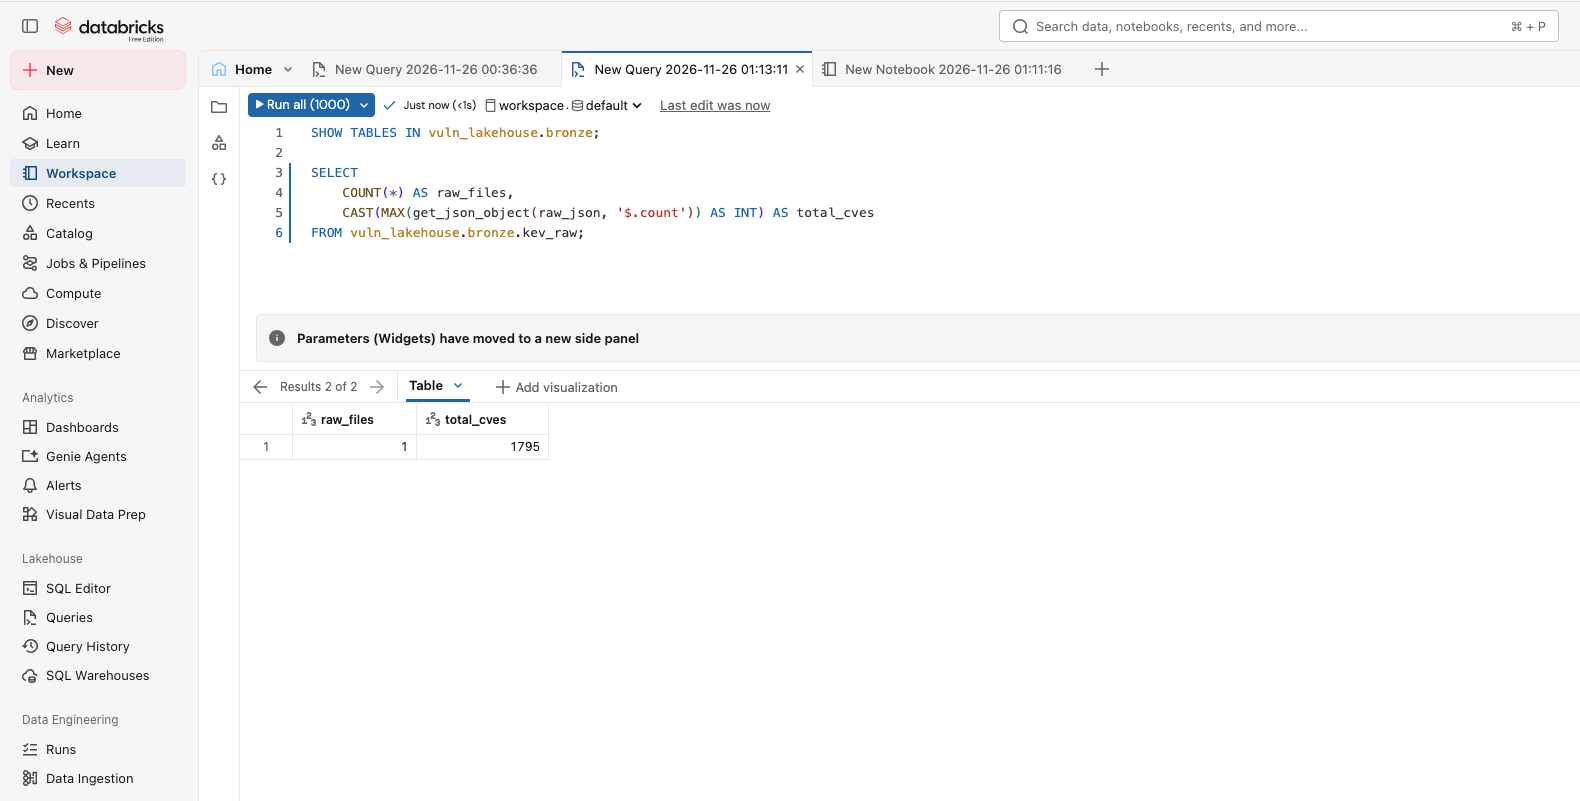 databricks
Free Edition
Search data, notebooks, recents, and more...
⌘ + P
New
Home
Learn
Workspace
Recents
Catalog
Jobs & Pipelines
Compute
Discover
Marketplace
Analytics
Dashboards
Genie Agents
Alerts
Visual Data Prep
Lakehouse
SQL Editor
Queries
Query History
SQL Warehouses
Data Engineering
Runs
Data Ingestion
Home
New Query 2026-11-26 00:36:36
New Query 2026-11-26 01:13:11
New Notebook 2026-11-26 01:11:16
Run all (1000)
Just now (<1s)
workspace.
default
Last edit was now
1 SHOW TABLES IN vuln_lakehouse.bronze;
2
3 SELECT
4 COUNT(*) AS raw_files,
5 CAST(MAX(get_json_object(raw_json, '$.count')) AS INT) AS total_cves
6 FROM vuln_lakehouse.bronze.kev_raw;
Parameters (Widgets) have moved to a new side panel
Results 2 of 2
Table
Add visualization
raw_files total_cves
1 1 1795